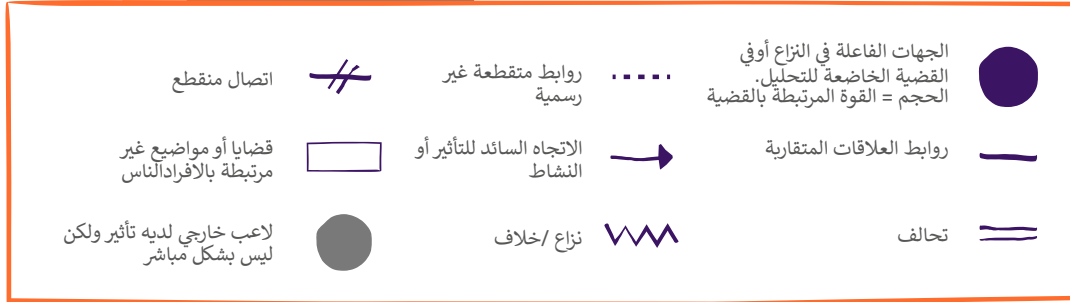 الجهات الفاعلة في النزاع أوفي
القضية الخاضعة للتحليل.
الحجم = القوة المرتبطة بالقضية
روابط متقطعة غير
رسمية
اتصال منقطع
روابط العلاقات المتقاربة
الاتجاه السائد للتأثير أو
النشاط
قضايا أو مواضيع غير
مرتبطة بالافرادالناس
تحالف
نزاع /خلاف
لاعب خارجي لديه تأثير ولكن
ليس بشكل مباشر